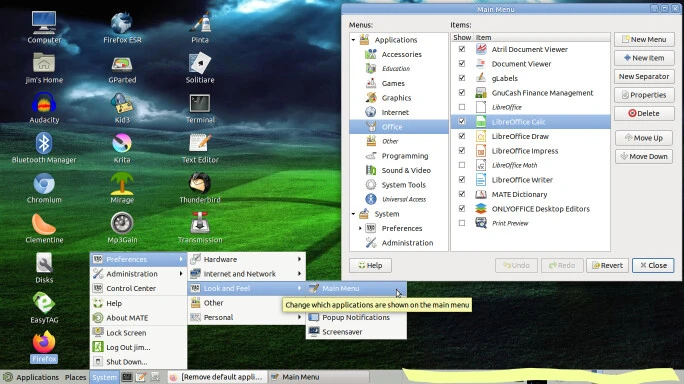 Computer
Firefox ESR
Pinta
jim's Home
GParted
Solitiare
Audacity
Kid3
Terminal
Bluetooth Manager
Krita
Text Editor
Chromium
Mirage
Thunderbird
Clementine
Mp3Gain
Transmission
Disks
EasyTAG
Firefox
Main Menu
Menus:
Applications
Accessories
Education
Games
Graphics
Internet
Office
Other
Programming
Sound & Video
System Tools
Universal Access
System
Preferences
Administration
Items:
Show Item
Atril Document Viewer
Document Viewer
gLabels
GnuCash Finance Management
LibreOffice
LibreOffice Calc
LibreOffice Draw
LibreOffice Impress
LibreOffice Math
LibreOffice Writer
MATE Dictionary
ONLYOFFICE Desktop Editors
Print Preview
New Menu
New Item
New Separator
Properties
Delete
Move Up
Move Down
Help
Undo
Redo
Revert
Close
Preferences
Administration
Control Center
Help
About MATE
Lock Screen
Log Out jim...
Shut Down...
Hardware
Internet and Network
Look and Feel
Other
Personal
Main Menu
Change which applications are shown on the main menu
Popup Notifications
Screensaver
Applications Places System
[Remove default appli...
Main Menu